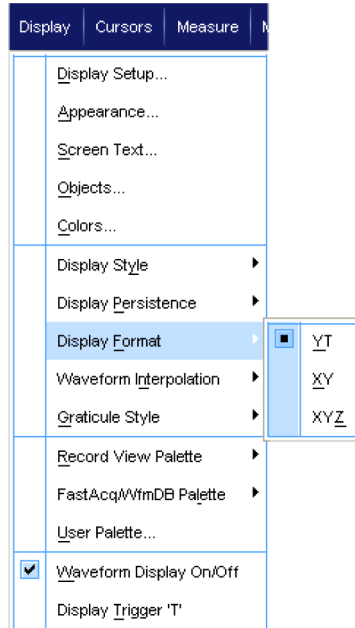 Display Cursors Measure
Display Setup...
Appearance...
Screen Text...
Objects...
Colors...
Display Style
Display Persistence
Display Format
YT
Waveform Interpolation
XY
Graticule Style
XYZ
Record View Palette
FastAcq/WfmDB Palette
User Palette...
Waveform Display On/Off
Display Trigger 'T'